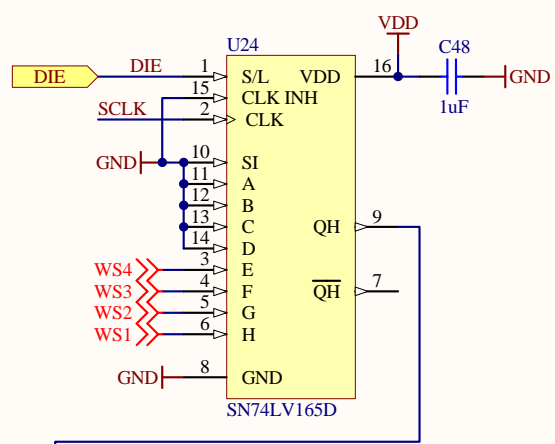 VDD
U24
C48
DIE DIE 1 S/L VDD 16 GND
15 CLK INH 1uF
SCLK 2 CLK
GND 10 SI
11 A
12 B
13 C QH 9
14 D
WS4 3 E
WS3 4 F QH 7
WS2 5 G
WS1 6 H
GND 8 GND
SN74LV165D